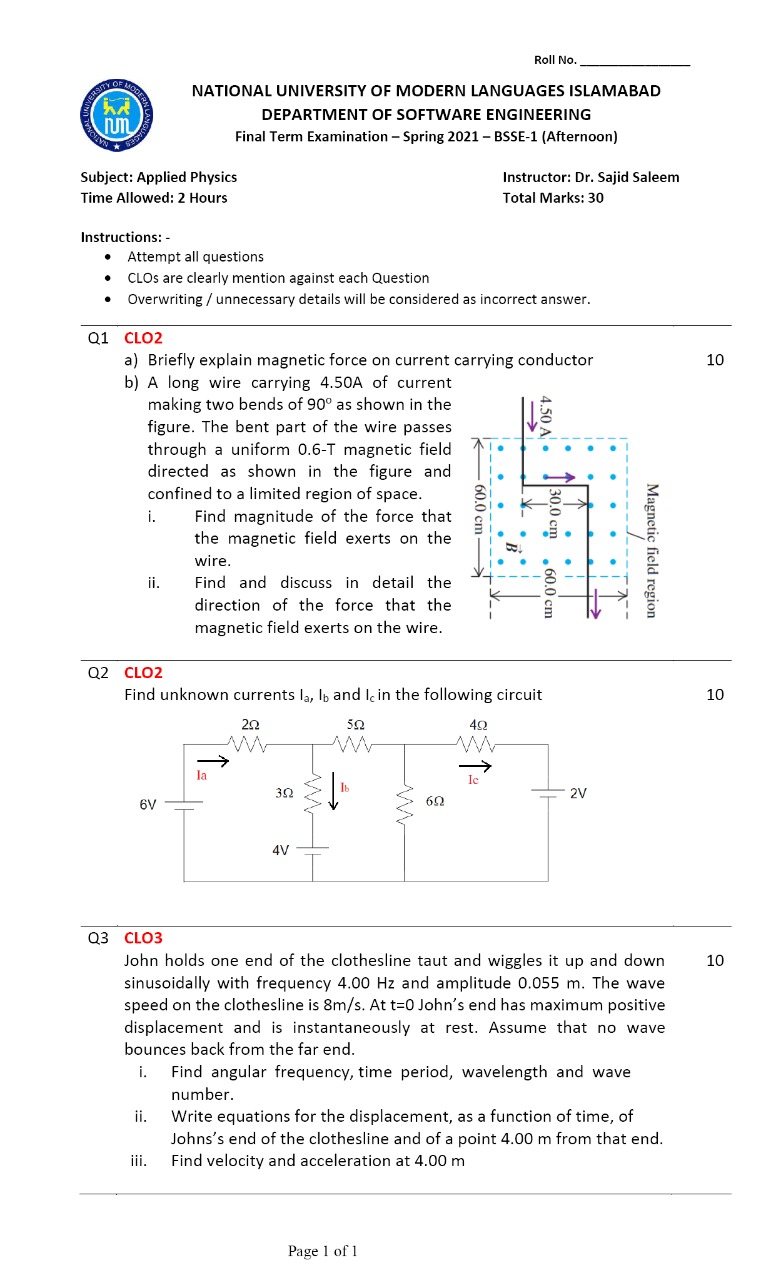 Roll No. _________________
NATIONAL UNIVERSITY OF MODERN LANGUAGES ISLAMABAD
DEPARTMENT OF SOFTWARE ENGINEERING
Final Term Examination – Spring 2021 – BSSE-1 (Afternoon)
NATIONAL UNIVERSITY OF MODERN LANGUAGES
Subject: Applied Physics
Instructor: Dr. Sajid Saleem
Time Allowed: 2 Hours
Total Marks: 30
Instructions: -
• Attempt all questions
• CLOs are clearly mention against each Question
• Overwriting / unnecessary details will be considered as incorrect answer.
Q1 CLO2
a) Briefly explain magnetic force on current carrying conductor 10
b) A long wire carrying 4.50A of current
making two bends of 90° as shown in the
figure. The bent part of the wire passes
through a uniform 0.6-T magnetic field
directed as shown in the figure and
confined to a limited region of space.
i. Find magnitude of the force that
the magnetic field exerts on the
wire.
ii. Find and discuss in detail the
direction of the force that the
magnetic field exerts on the wire.
4.50 A
Magnetic field region
60.0 cm
30.0 cm
B⃗
60.0 cm
Q2 CLO2
Find unknown currents Iₐ, I_b and I_c in the following circuit 10
2Ω
5Ω
4Ω
Ia
3Ω
Ib
Ic
6V
6Ω
2V
4V
Q3 CLO3
John holds one end of the clothesline taut and wiggles it up and down 10
sinusoidally with frequency 4.00 Hz and amplitude 0.055 m. The wave
speed on the clothesline is 8m/s. At t=0 John's end has maximum positive
displacement and is instantaneously at rest. Assume that no wave
bounces back from the far end.
i. Find angular frequency, time period, wavelength and wave
number.
ii. Write equations for the displacement, as a function of time, of
Johns's end of the clothesline and of a point 4.00 m from that end.
iii. Find velocity and acceleration at 4.00 m
Page 1 of 1